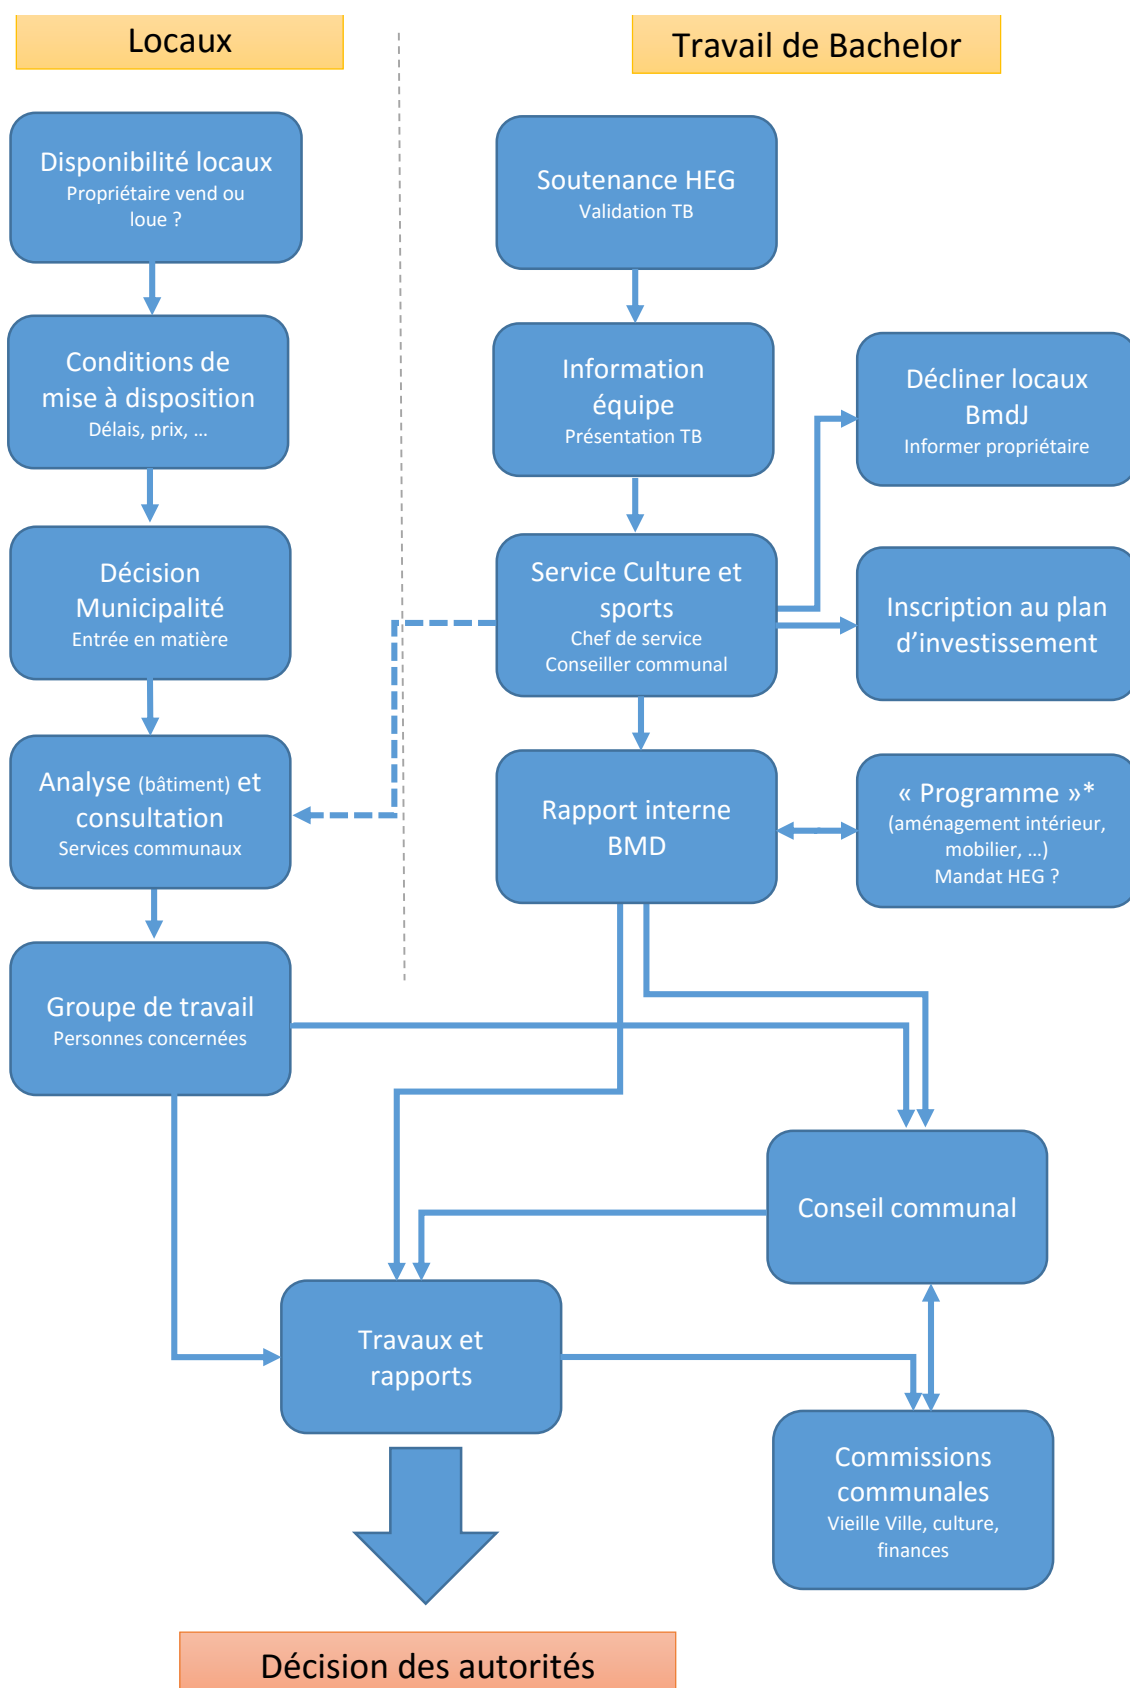 Locaux
Travail de Bachelor
Disponibilité locaux
Propriétaire vend ou
loue ?
Conditions de
mise à disposition
Délais, prix, ...
Décision
Municipalité
Entrée en matière
Analyse (bâtiment) et
consultation
Services communaux
Groupe de travail
Personnes concernées
Soutenance HEG
Validation TB
Information
équipe
Présentation TB
Service Culture et
sports
Chef de service
Conseiller communal
Rapport interne
BMD
Décliner locaux
BmdJ
Informer propriétaire
Inscription au plan
d’investissement
« Programme »*
(aménagement intérieur,
mobilier, ...)
Mandat HEG ?
Conseil communal
Travaux et
rapports
Commissions
communales
Vieille Ville, culture,
finances
Décision des autorités